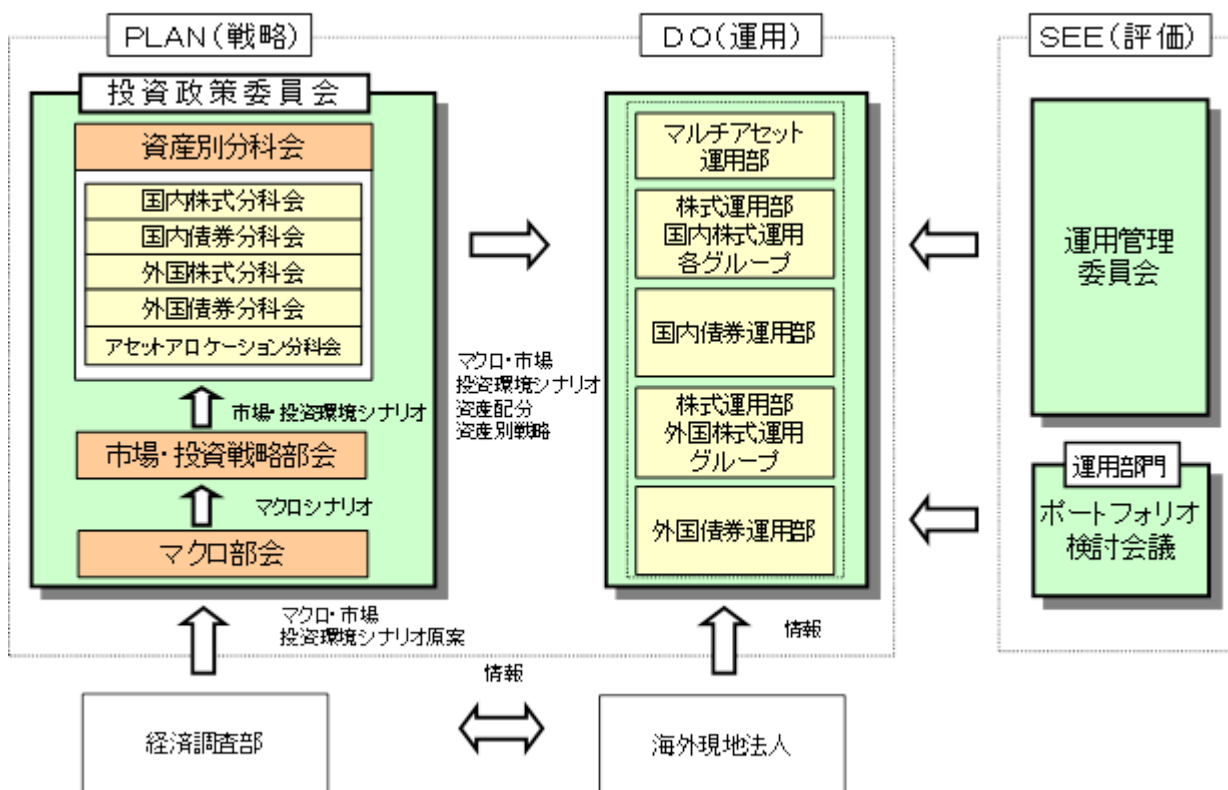 PLAN(戦略)
DO(運用)
SEE(評価)
投資政策委員会
資産別分科会
国内株式分科会
国内債券分科会
外国株式分科会
外国債券分科会
アセットアロケーション分科会
市場・投資環境シナリオ
市場・投資戦略部会
マクロシナリオ
マクロ部会
マクロ・市場
投資環境シナリオ
資産配分
資産別戦略
マルチアセット
運用部
株式運用部
国内株式運用
各グループ
国内債券運用部
株式運用部
外国株式運用
グループ
外国債券運用部
運用管理
委員会
運用部門
ポートフォリオ
検討会議
マクロ・市場
投資環境シナリオ原案
情報
情報
経済調査部
海外現地法人